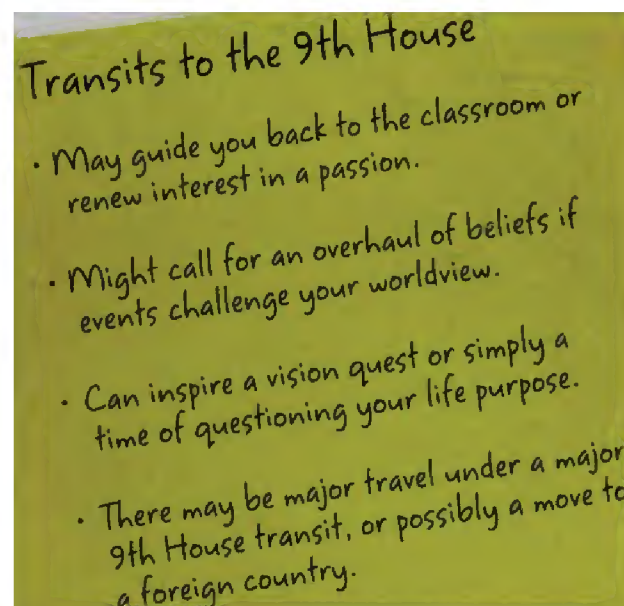 Transits to the 9th House
· May guide you back to the classroom or
renew interest in a passion.
· Might call for an overhaul of beliefs if
events challenge your worldview.
· Can inspire a vision quest or simply a
time of questioning your life purpose.
· There may be major travel under a major
9th House transit, or possibly a move to
a foreign country.